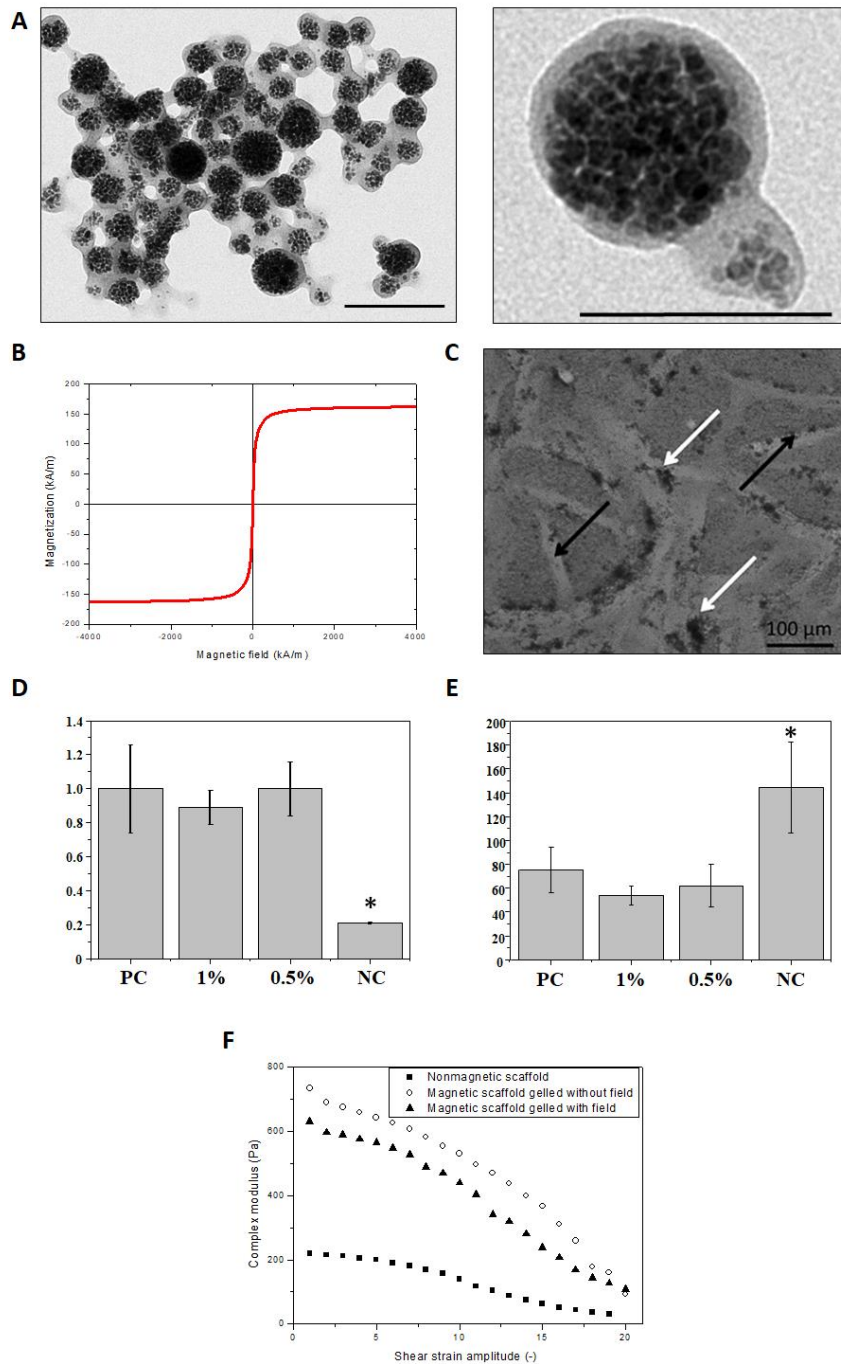 A
B
200
150
100
50
0
-50
-100
-150
-200
Magnetization (kA/m)
-4000 -2000 0 2000 4000
Magnetic field (kA/m)
C
100 µm
D
1.4
1.2
1.0
0.8
0.6
0.4
0.2
0
*
PC 1% 0.5% NC
E
200
180
160
140
120
100
80
60
40
20
0
*
PC 1% 0.5% NC
F
800
600
400
200
0
Complex modulus (Pa)
Nonmagnetic scaffold
Magnetic scaffold gelled without field
Magnetic scaffold gelled with field
0 5 10 15 20
Shear strain amplitude (-)